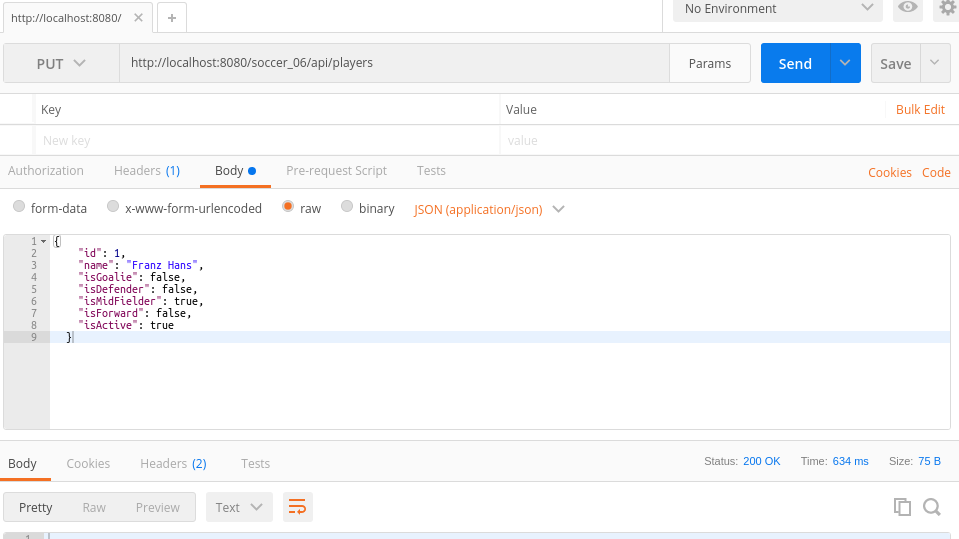 http://localhost:8080/
No Environment
PUT http://localhost:8080/soccer_06/api/players Params Send Save
Key Value Bulk Edit
New key value
Authorization Headers (1) Body Pre-request Script Tests Cookies Code
form-data x-www-form-urlencoded raw binary JSON (application/json)
1 {
2 "id": 1,
3 "name": "Franz Hans",
4 "isGoalie": false,
5 "isDefender": false,
6 "isMidFielder": true,
7 "isForward": false,
8 "isActive": true
9 }
Body Cookies Headers (2) Tests Status: 200 OK Time: 634 ms Size: 75 B
Pretty Raw Preview Text
1